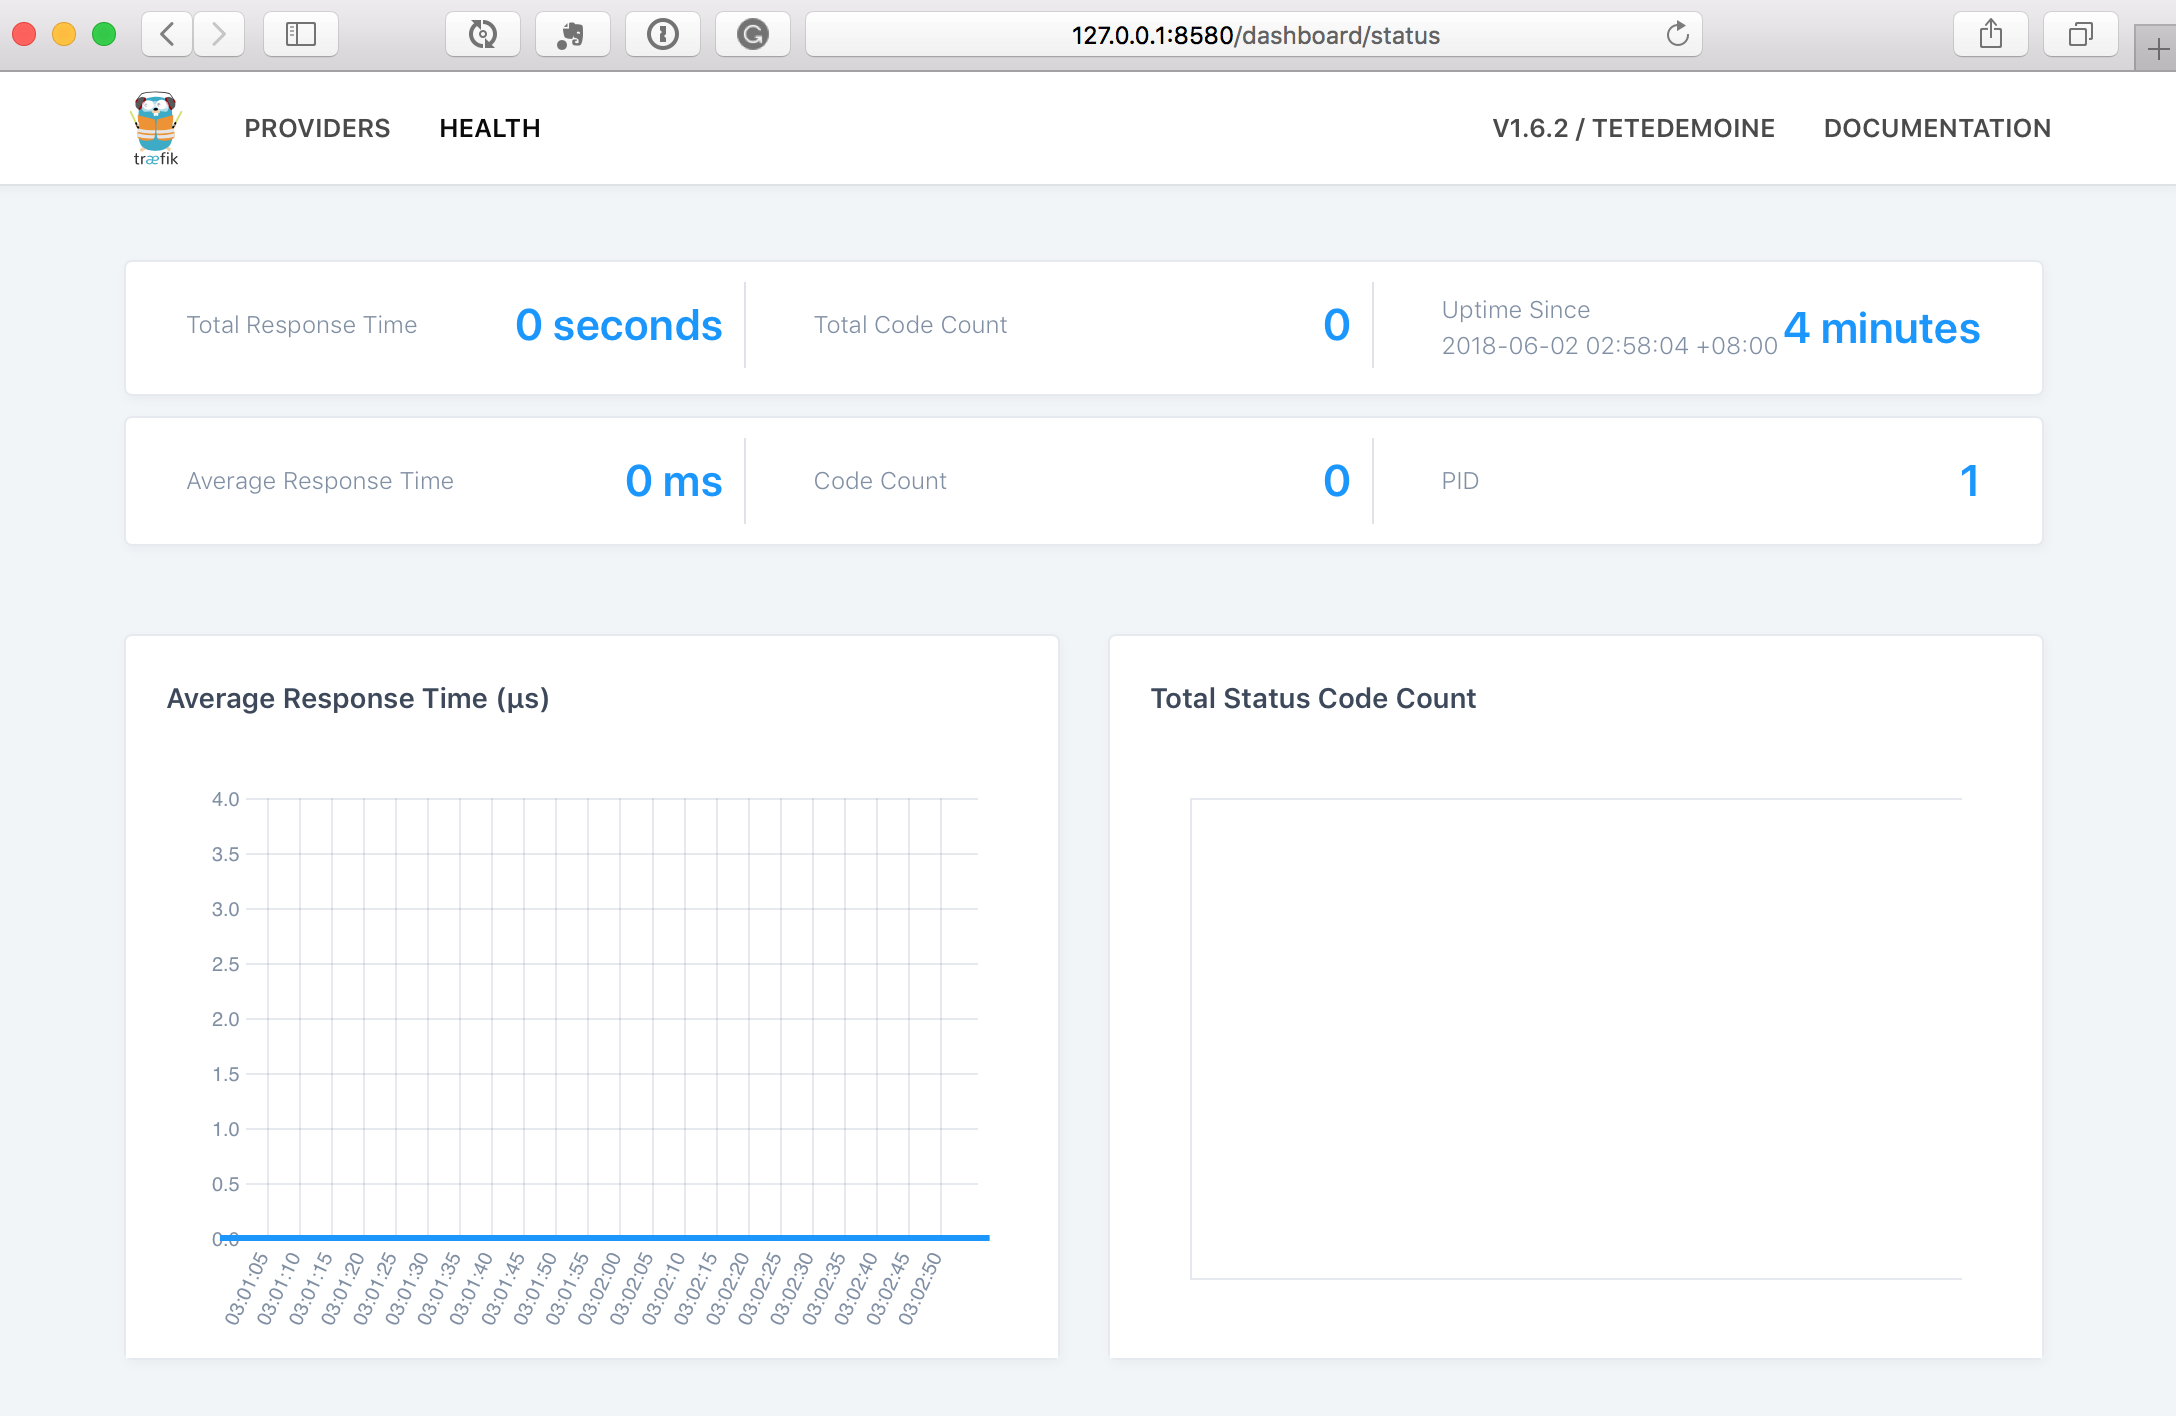 127.0.0.1:8580/dashboard/status
træfik
PROVIDERS
HEALTH
V1.6.2 / TETEDEMOINE
DOCUMENTATION
Total Response Time
0 seconds
Total Code Count
0
Uptime Since
2018-06-02 02:58:04 +08:00
4 minutes
Average Response Time
0 ms
Code Count
0
PID
1
Average Response Time (µs)
4.0
3.5
3.0
2.5
2.0
1.5
1.0
0.5
0.0
03:01:05
03:01:10
03:01:15
03:01:20
03:01:25
03:01:30
03:01:35
03:01:40
03:01:45
03:01:50
03:01:55
03:02:00
03:02:05
03:02:10
03:02:15
03:02:20
03:02:25
03:02:30
03:02:35
03:02:40
03:02:45
03:02:50
Total Status Code Count